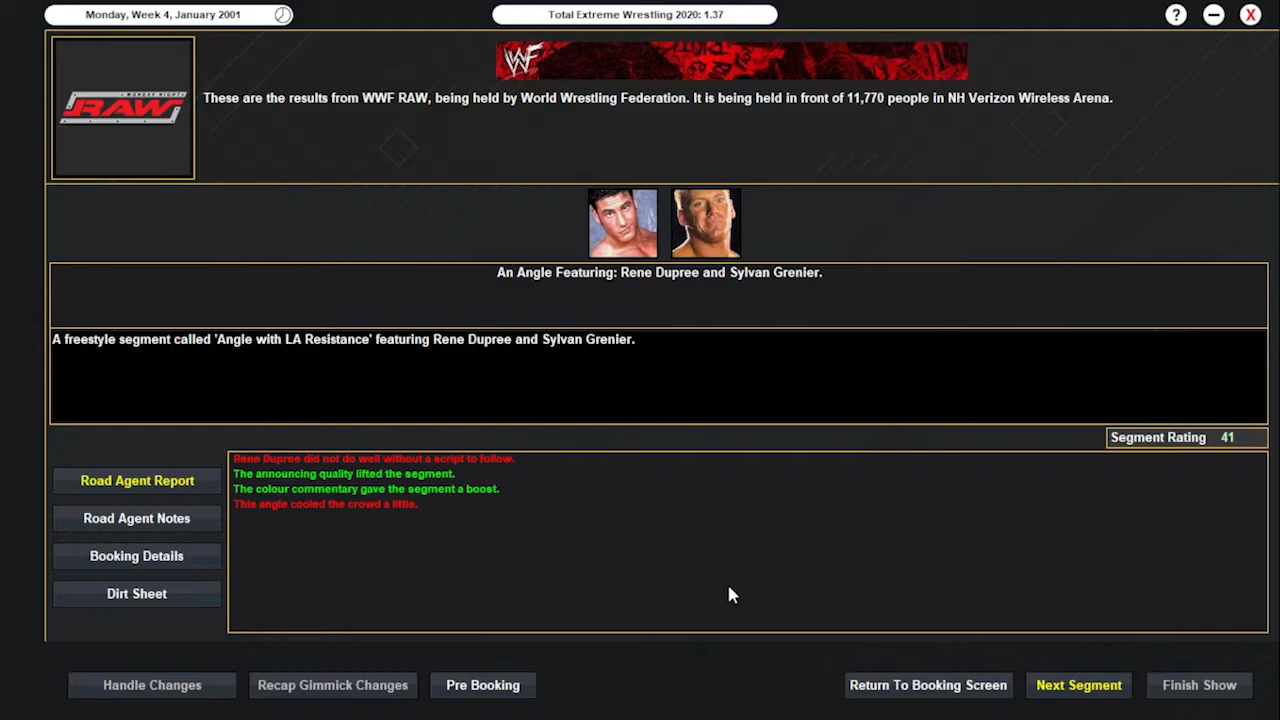 Monday, Week 4, January 2001
Total Extreme Wrestling 2020: 1.37
?
X
WF
MONDAY NIGHT
RAW
These are the results from WWF RAW, being held by World Wrestling Federation. It is being held in front of 11,770 people in NH Verizon Wireless Arena.
An Angle Featuring: Rene Dupree and Sylvan Grenier.
A freestyle segment called 'Angle with LA Resistance' featuring Rene Dupree and Sylvan Grenier.
Segment Rating 41
Road Agent Report
Road Agent Notes
Booking Details
Dirt Sheet
Rene Dupree did not do well without a script to follow.
The announcing quality lifted the segment.
The colour commentary gave the segment a boost.
This angle cooled the crowd a little.
Handle Changes
Recap Gimmick Changes
Pre Booking
Return To Booking Screen
Next Segment
Finish Show